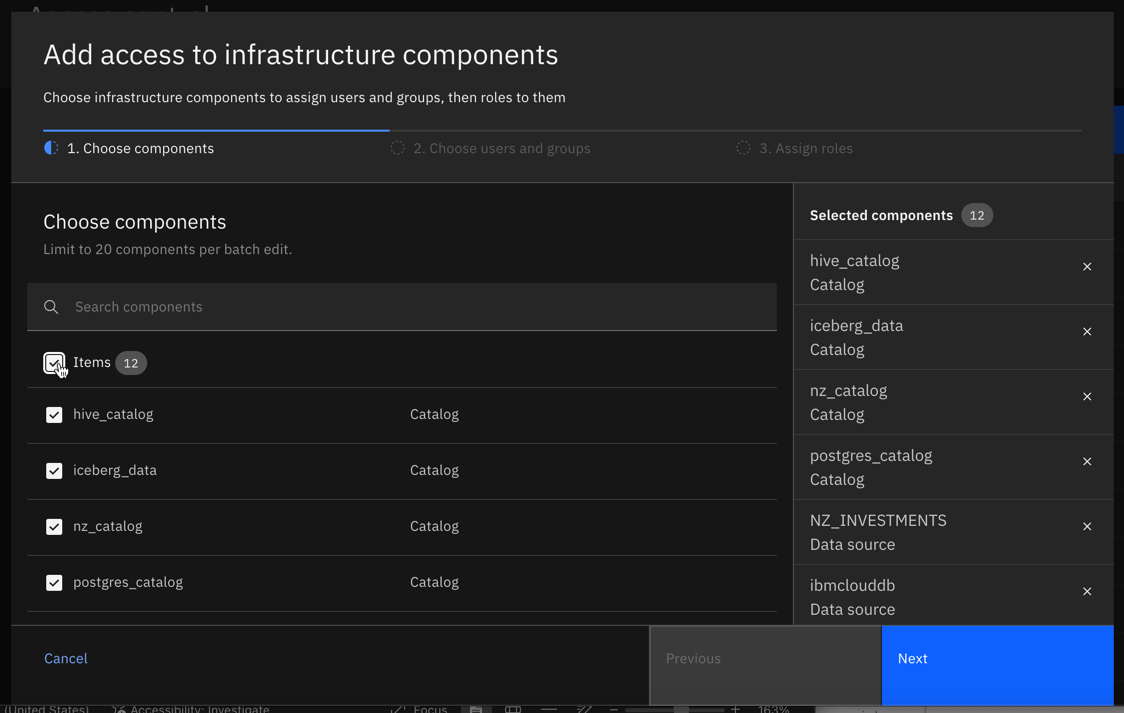 Add access to infrastructure components
Choose infrastructure components to assign users and groups, then roles to them
1. Choose components
2. Choose users and groups
3. Assign roles
Choose components
Limit to 20 components per batch edit.
Search components
Items 12
hive_catalog Catalog
iceberg_data Catalog
nz_catalog Catalog
postgres_catalog Catalog
Selected components 12
hive_catalog
Catalog
iceberg_data
Catalog
nz_catalog
Catalog
postgres_catalog
Catalog
NZ_INVESTMENTS
Data source
ibmclouddb
Data source
Cancel
Previous
Next
(United States) Accessibility: Investigate Focus 163%